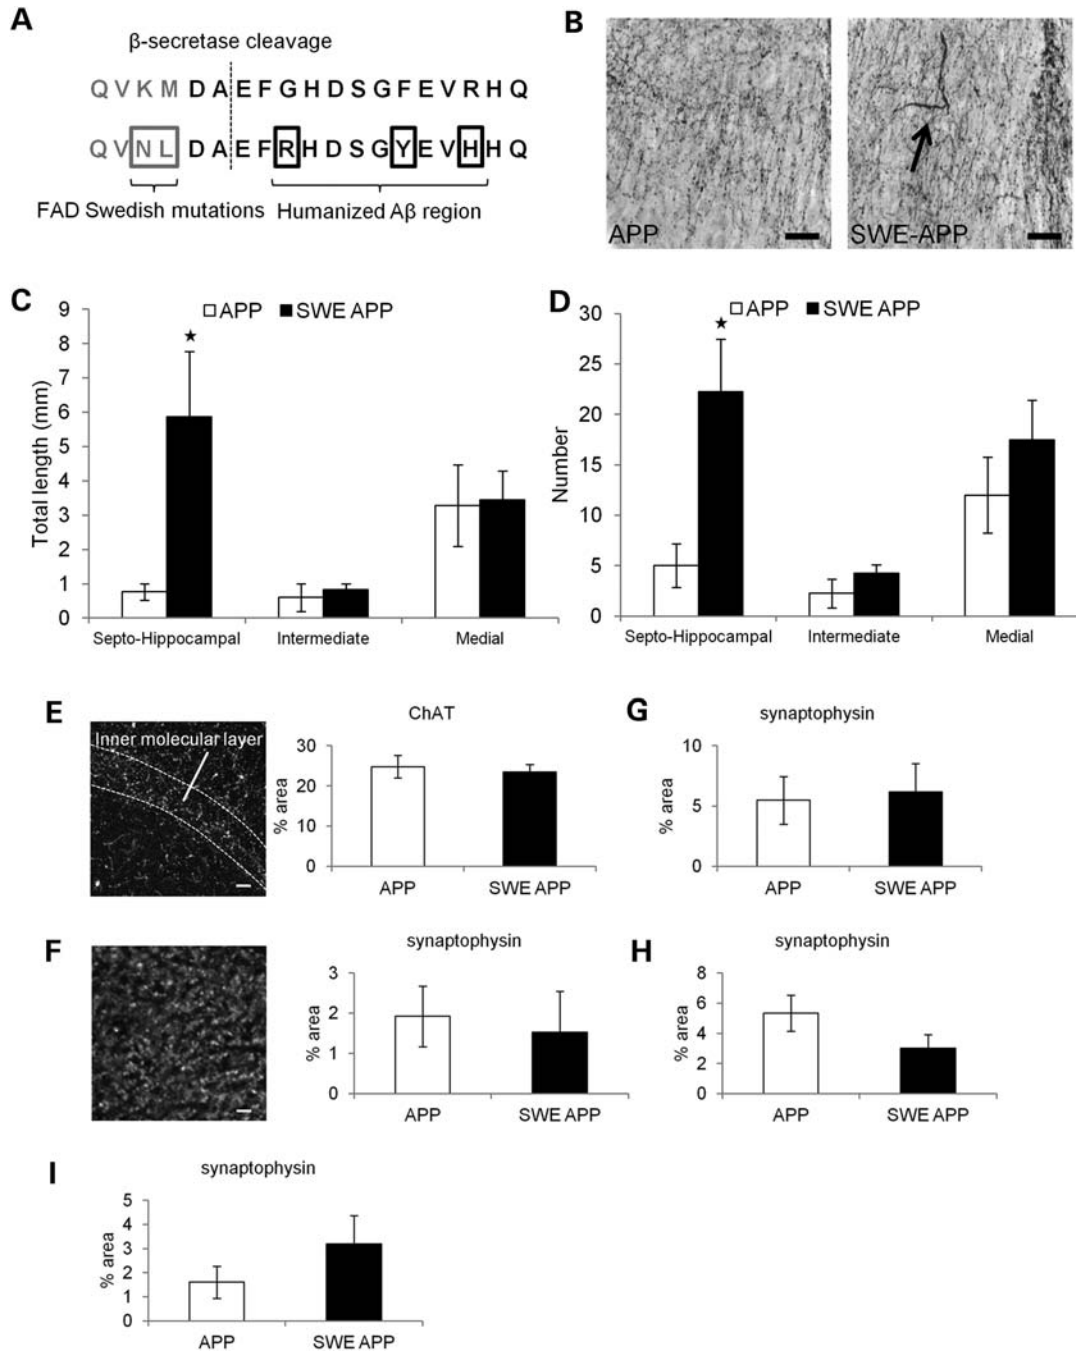 A
β-secretase cleavage
QVKM DAEFGHDSGFEVRHQ
QVNL DAEFRHDSGYEVHHQ
FAD Swedish mutations Humanized Aβ region
B
APP
SWE-APP
C
APP SWE APP
★
Total length (mm)
9
8
7
6
5
4
3
2
1
0
Septo-Hippocampal Intermediate Medial
D
APP SWE APP
★
Number
30
25
20
15
10
5
0
Septo-Hippocampal Intermediate Medial
E
Inner molecular layer
ChAT
% area
30
20
10
0
APP SWE APP
G
synaptophysin
% area
10
5
0
APP SWE APP
F
synaptophysin
% area
3
2
1
0
APP SWE APP
H
synaptophysin
% area
8
6
4
2
0
APP SWE APP
I
synaptophysin
% area
5
4
3
2
1
0
APP SWE APP